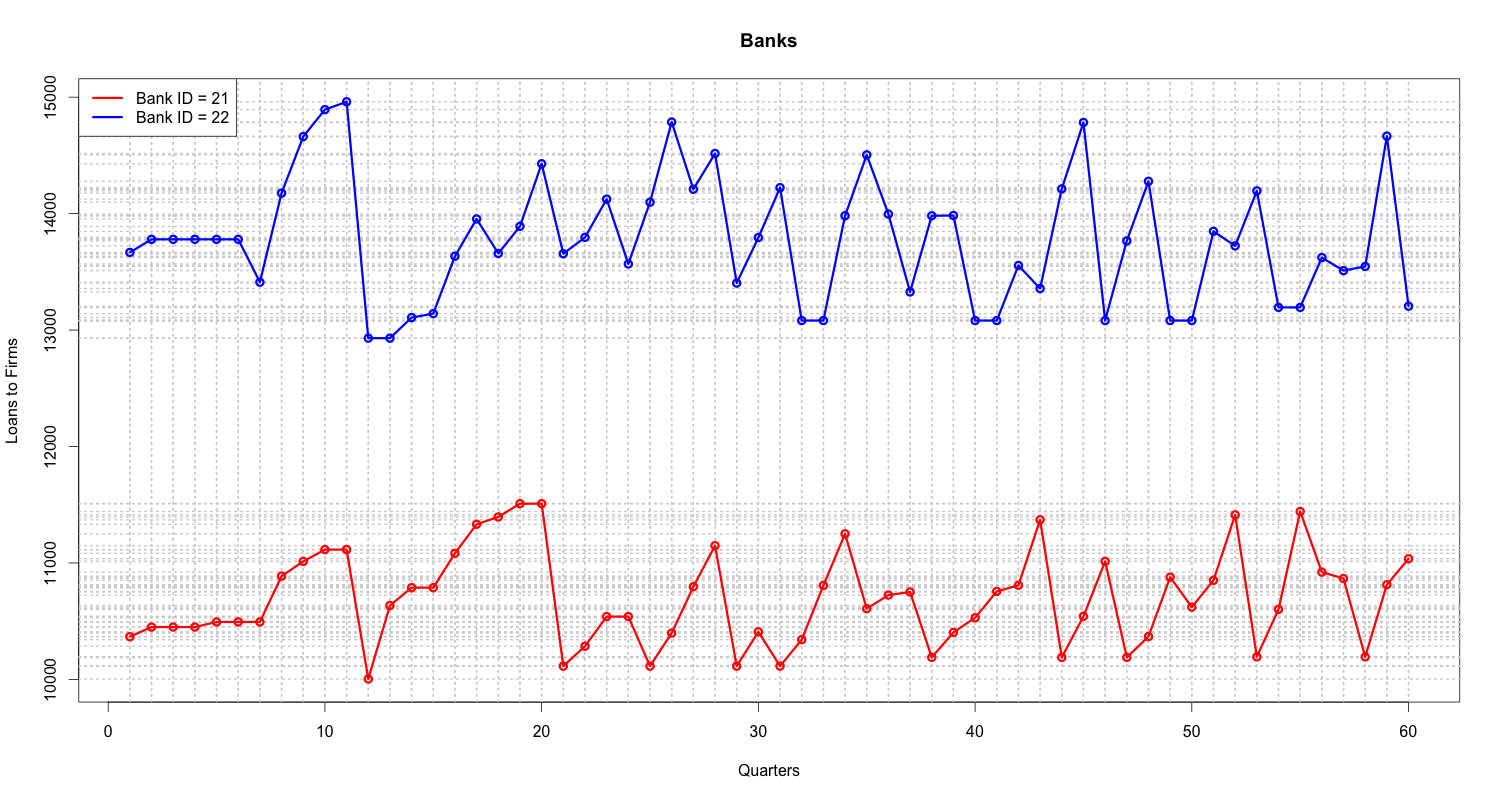 Banks
Bank ID = 21
Bank ID = 22
Loans to Firms
15000
14000
13000
12000
11000
10000
0 10 20 30 40 50 60
Quarters